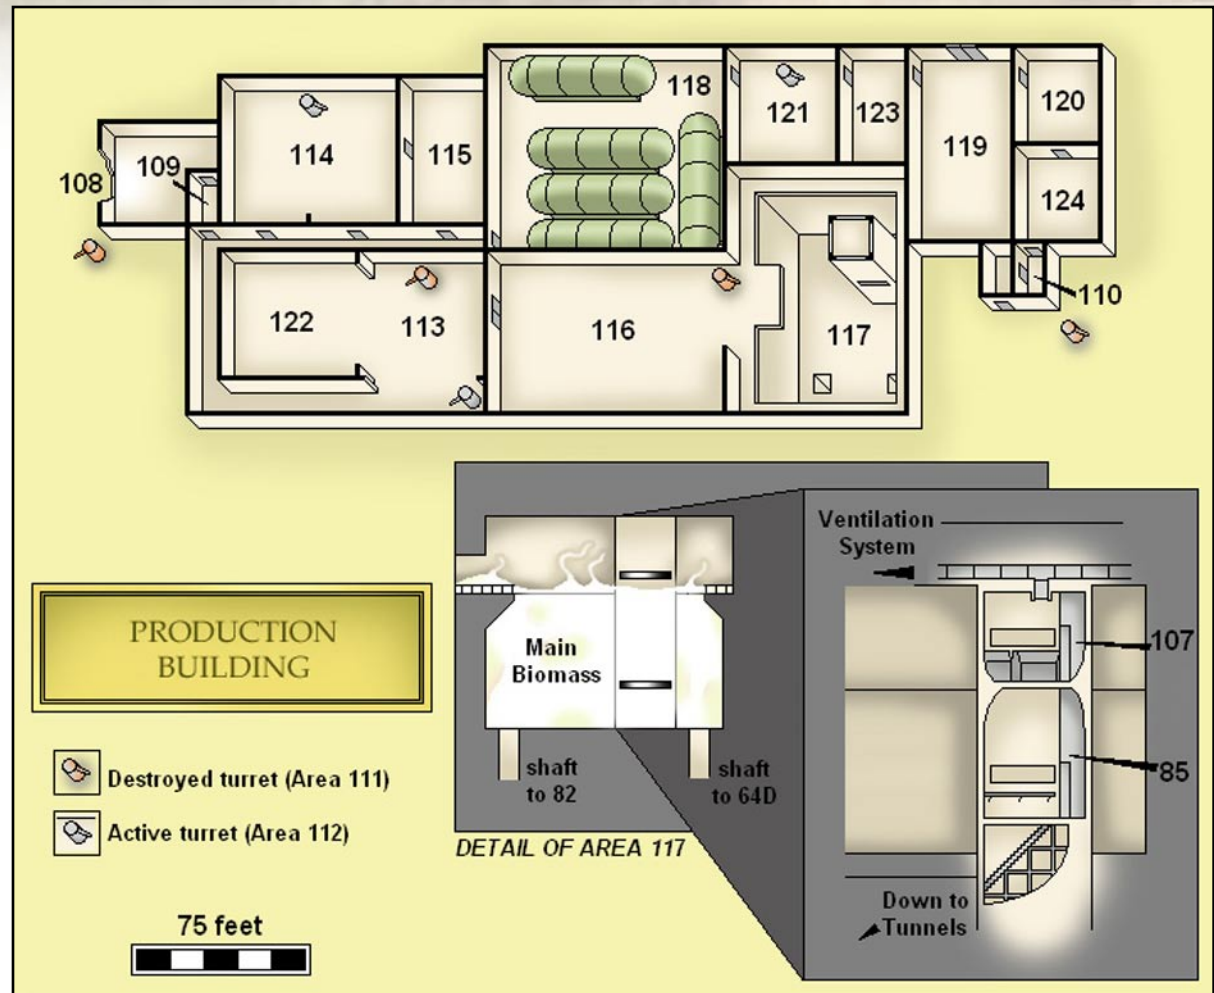 118
121
123
120
119
114
115
109
108
124
110
122
113
116
117
Ventilation
System
107
PRODUCTION
BUILDING
Main
Biomass
85
shaft
to 82
shaft
to 64D
Destroyed turret (Area 111)
Active turret (Area 112)
DETAIL OF AREA 117
Down to
Tunnels
75 feet